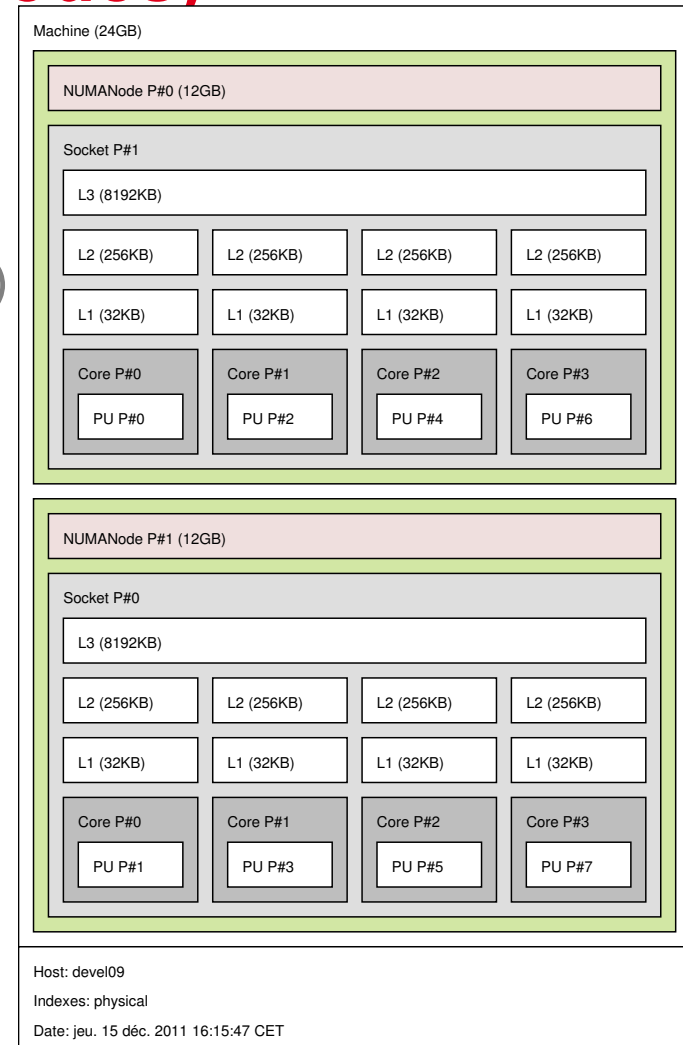 Machine (24GB)
NUMANode P#0 (12GB)
Socket P#1
L3 (8192KB)
L2 (256KB) L2 (256KB) L2 (256KB) L2 (256KB)
L1 (32KB) L1 (32KB) L1 (32KB) L1 (32KB)
Core P#0 Core P#1 Core P#2 Core P#3
PU P#0 PU P#2 PU P#4 PU P#6
NUMANode P#1 (12GB)
Socket P#0
L3 (8192KB)
L2 (256KB) L2 (256KB) L2 (256KB) L2 (256KB)
L1 (32KB) L1 (32KB) L1 (32KB) L1 (32KB)
Core P#0 Core P#1 Core P#2 Core P#3
PU P#1 PU P#3 PU P#5 PU P#7
Host: devel09
Indexes: physical
Date: jeu. 15 déc. 2011 16:15:47 CET